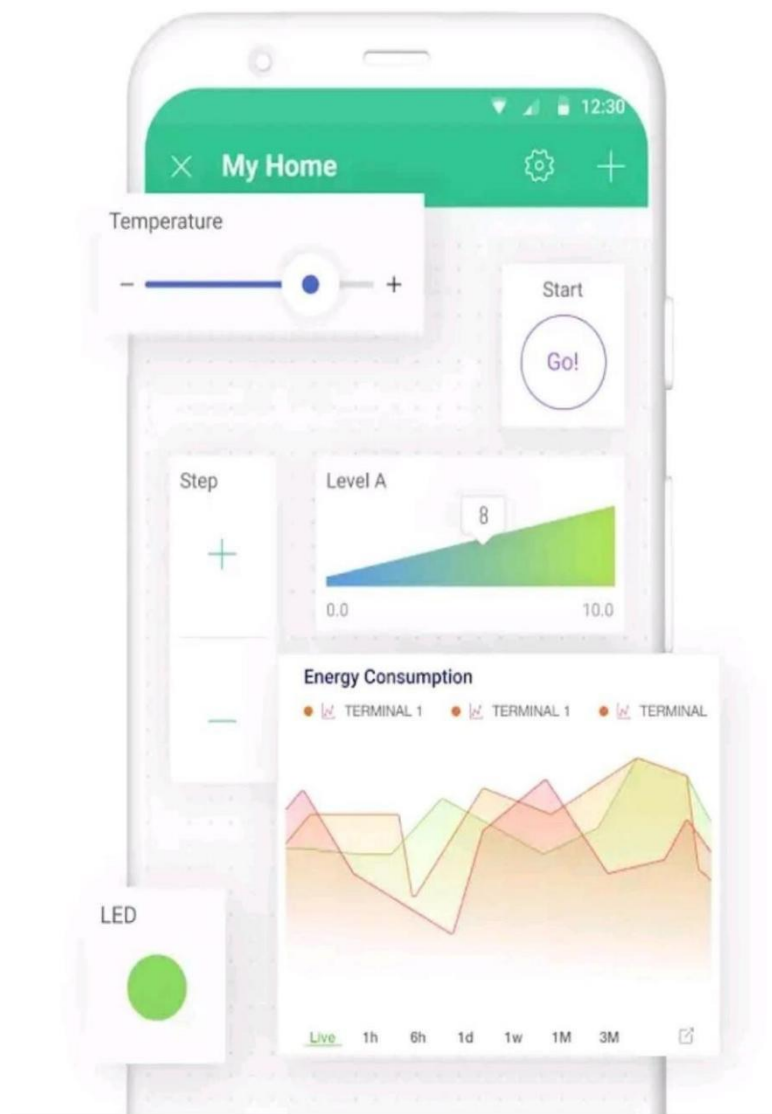 12:30
My Home
Temperature
− +
Start
Go!
Step
+
−
Level A
8
0.0 10.0
Energy Consumption
TERMINAL 1 TERMINAL 1 TERMINAL
LED
Live 1h 6h 1d 1w 1M 3M